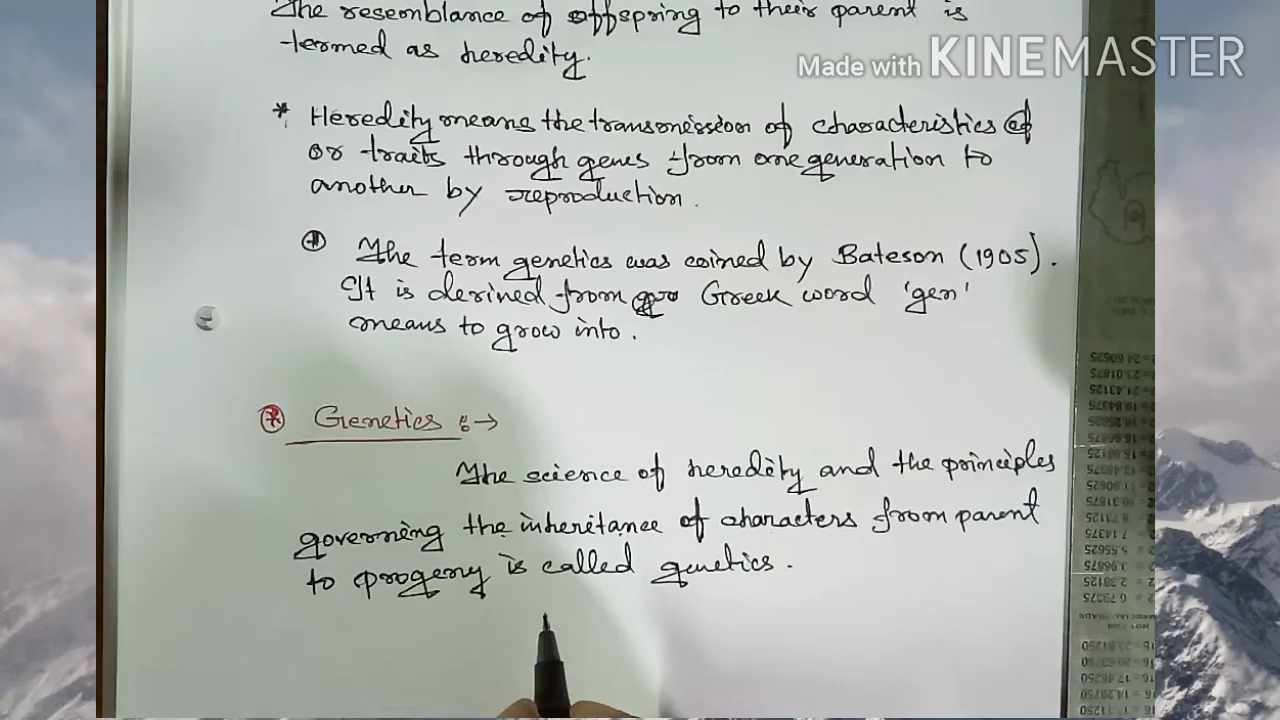 The resemblance of offspring to their parent is
termed as heredity.
Made with KINEMASTER
* Heredity means the transmission of characteristics of
or traits through genes from one generation to
another by reproduction.
* The term genetics was coined by Bateson (1905).
It is derined from Greek word 'gen'
means to grow into.
* Genetics :→
The science of heredity and the principles
governing the inheritance of characters from parent
to progeny is called genetics.